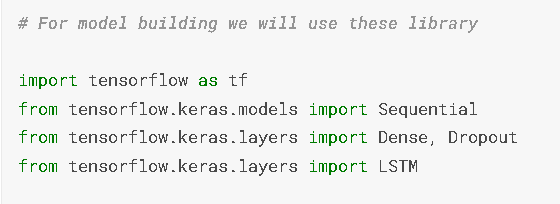 # For model building we will use these library
import tensorflow as tf
from tensorflow.keras.models import Sequential
from tensorflow.keras.layers import Dense, Dropout
from tensorflow.keras.layers import LSTM